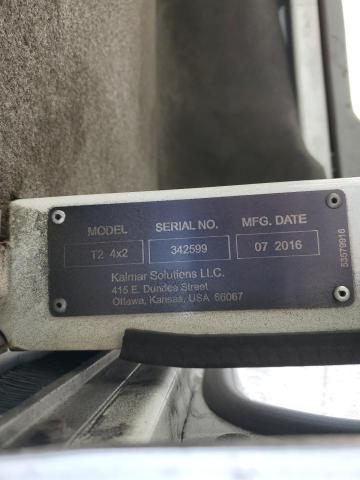 MODEL SERIAL NO. MFG. DATE
T2 4x2 342599 07 2016
Kalmar Solutions LLC.
415 E. Dundea Street
Ottawa, Kansas, USA 66067
53579916